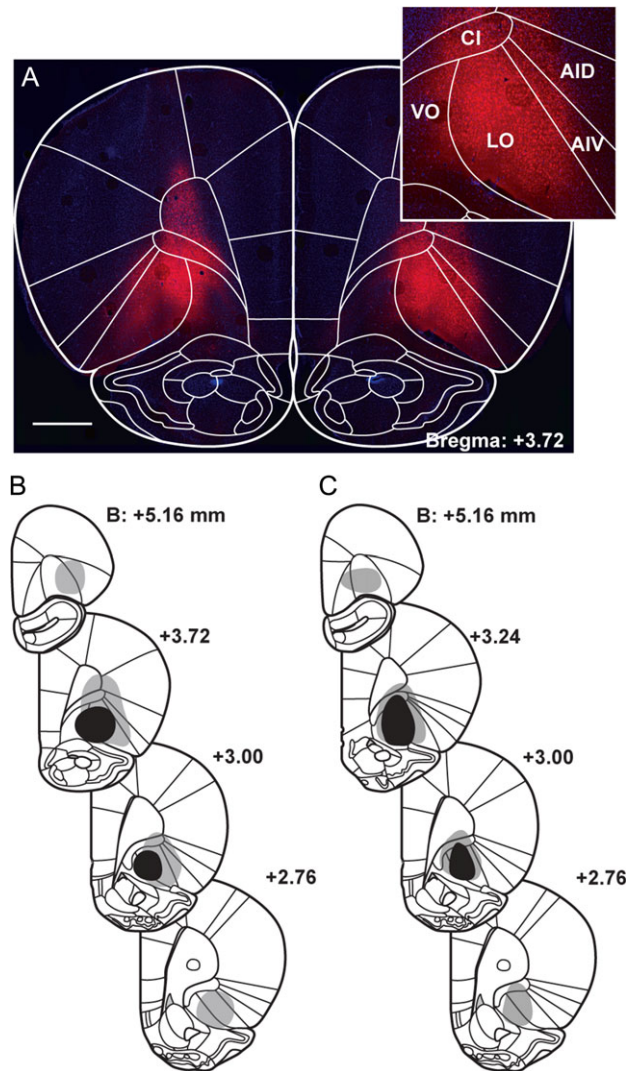 A
CI
AID
VO
LO
AIV
Bregma: +3.72
B
B: +5.16 mm
+3.72
+3.00
+2.76
C
B: +5.16 mm
+3.24
+3.00
+2.76